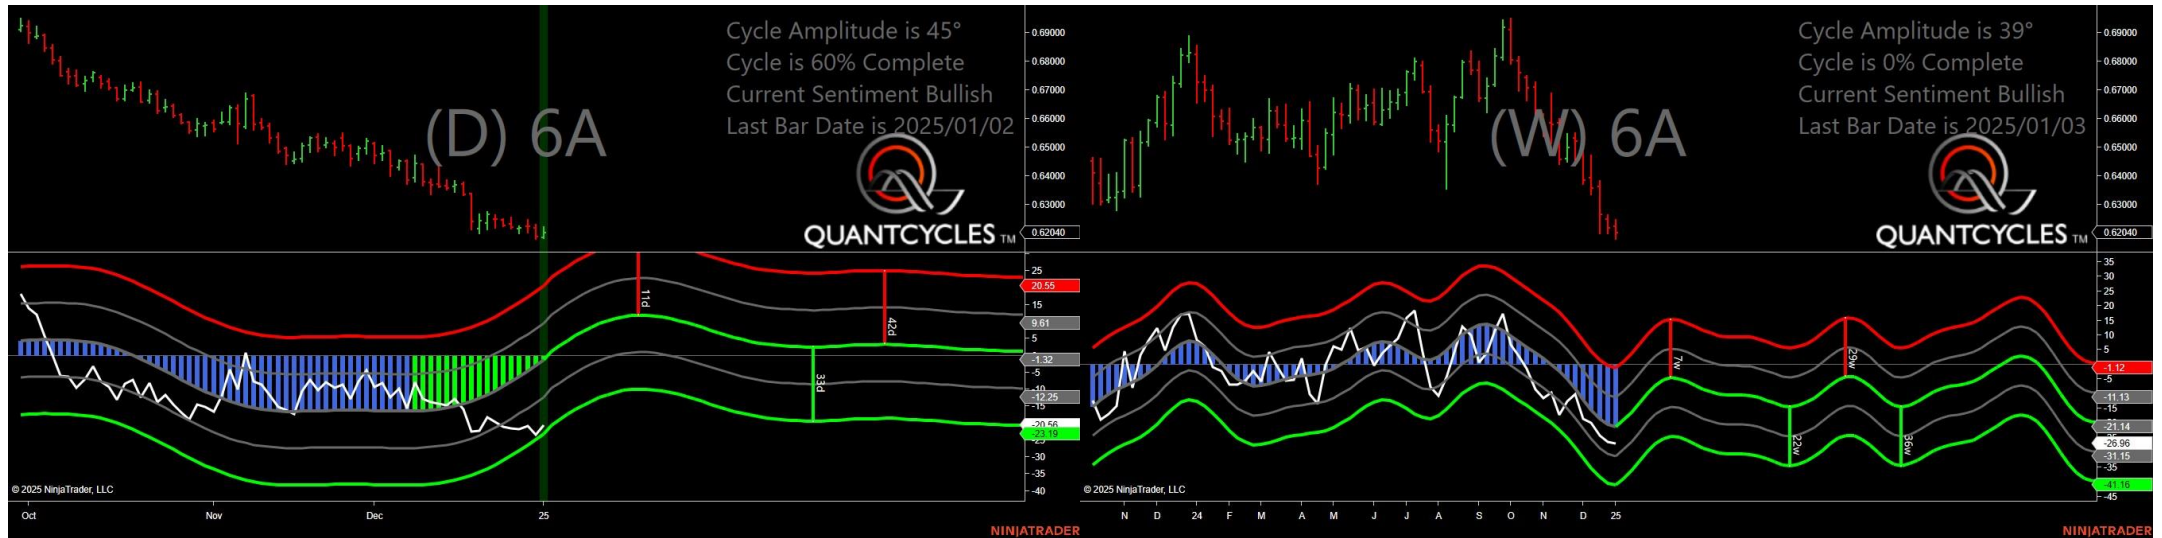 Cycle Amplitude is 45°
Cycle is 60% Complete
Current Sentiment Bullish
Last Bar Date is 2025/01/02
(D) 6A
QUANTCYCLES TM
0.69000
0.68000
0.67000
0.66000
0.65000
0.64000
0.63000
0.62040
25
20.55
15
9.61
5
-1.32
-5
-10
-12.25
-15
-20.56
-23.19
-30
-35
-40
11d
42d
33d
© 2025 NinjaTrader, LLC
Oct Nov Dec 25
NINJATRADER
Cycle Amplitude is 39°
Cycle is 0% Complete
Current Sentiment Bullish
Last Bar Date is 2025/01/03
(W) 6A
QUANTCYCLES TM
0.69000
0.68000
0.67000
0.66000
0.65000
0.64000
0.63000
0.62040
35
30
25
20
15
10
5
-1.12
-5
-11.13
-15
-21.14
-26.96
-31.15
-35
-41.16
-45
7w
29w
22w
36w
© 2025 NinjaTrader, LLC
N D 24 F M A M J J A S O N D 25
NINJATRADER